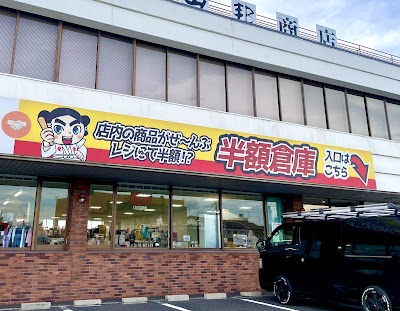 邦商店
店内の商品がぜ〜んぶ
レジにて半額!?
半額倉庫
入口は
こちら